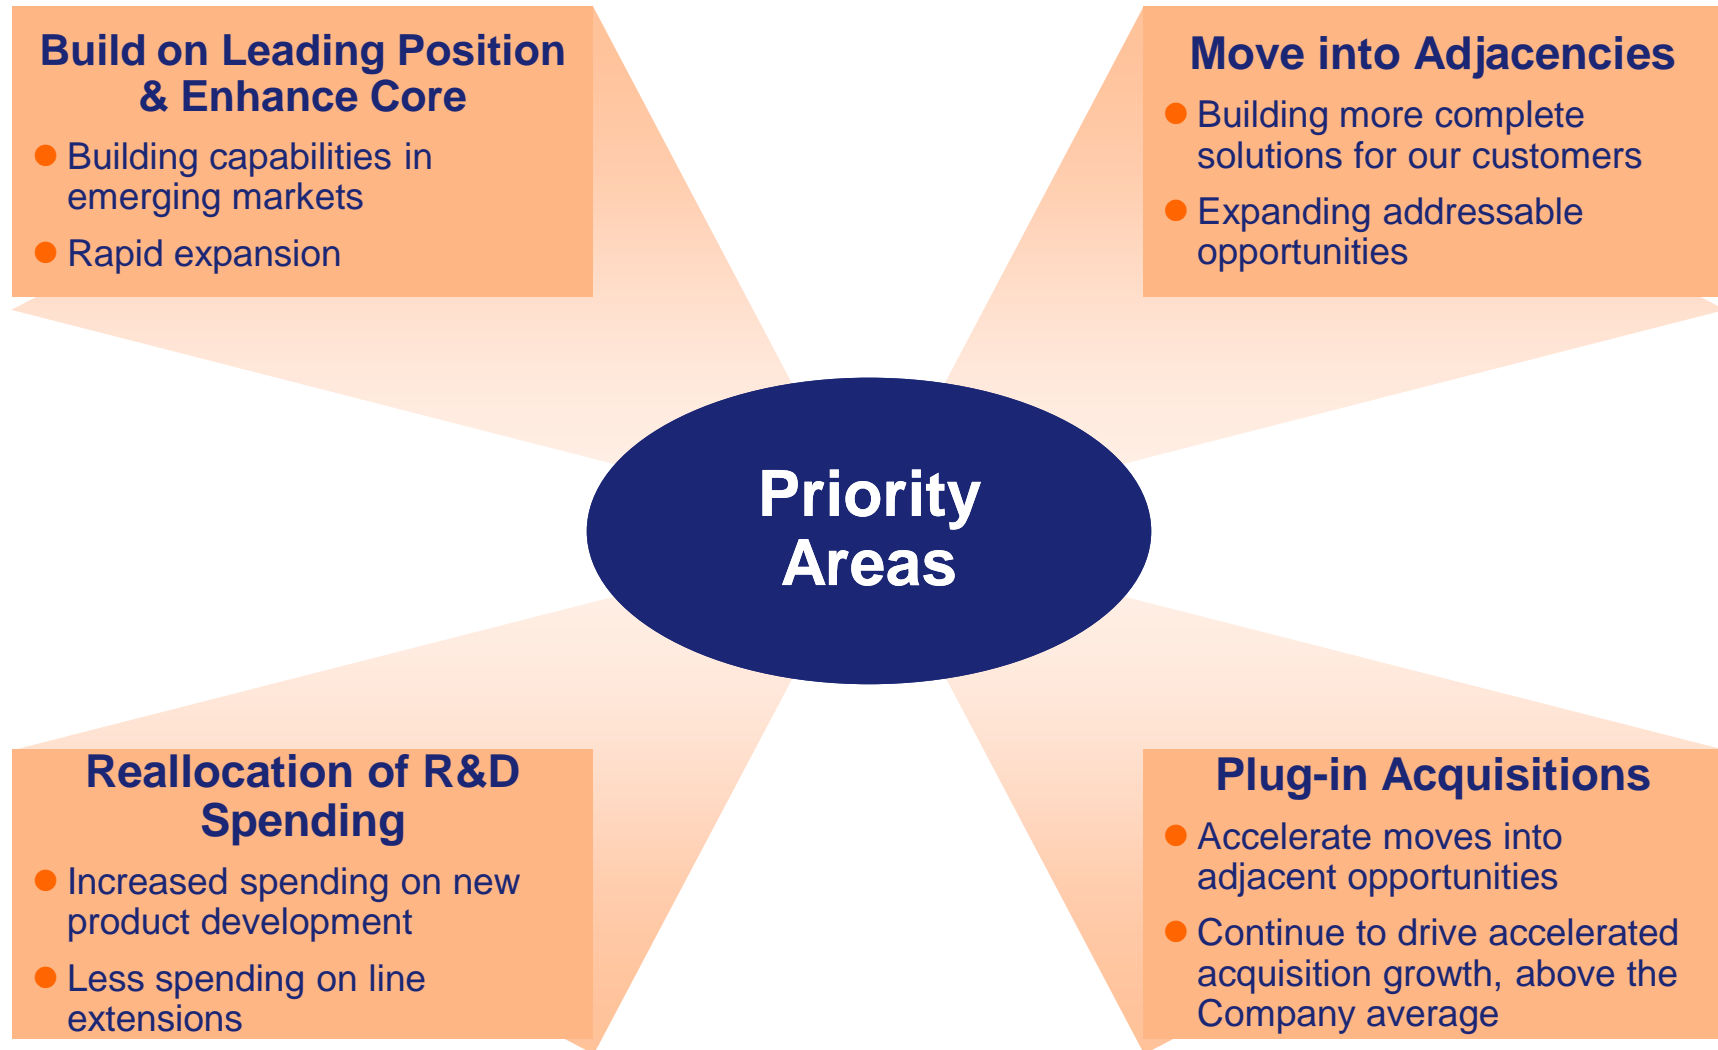 Build on Leading Position
& Enhance Core
Building capabilities in
emerging markets
Rapid expansion
Move into Adjacencies
Building more complete
solutions for our customers
Expanding addressable
opportunities
Priority
Areas
Reallocation of R&D
Spending
Increased spending on new
product development
Less spending on line
extensions
Plug-in Acquisitions
Accelerate moves into
adjacent opportunities
Continue to drive accelerated
acquisition growth, above the
Company average